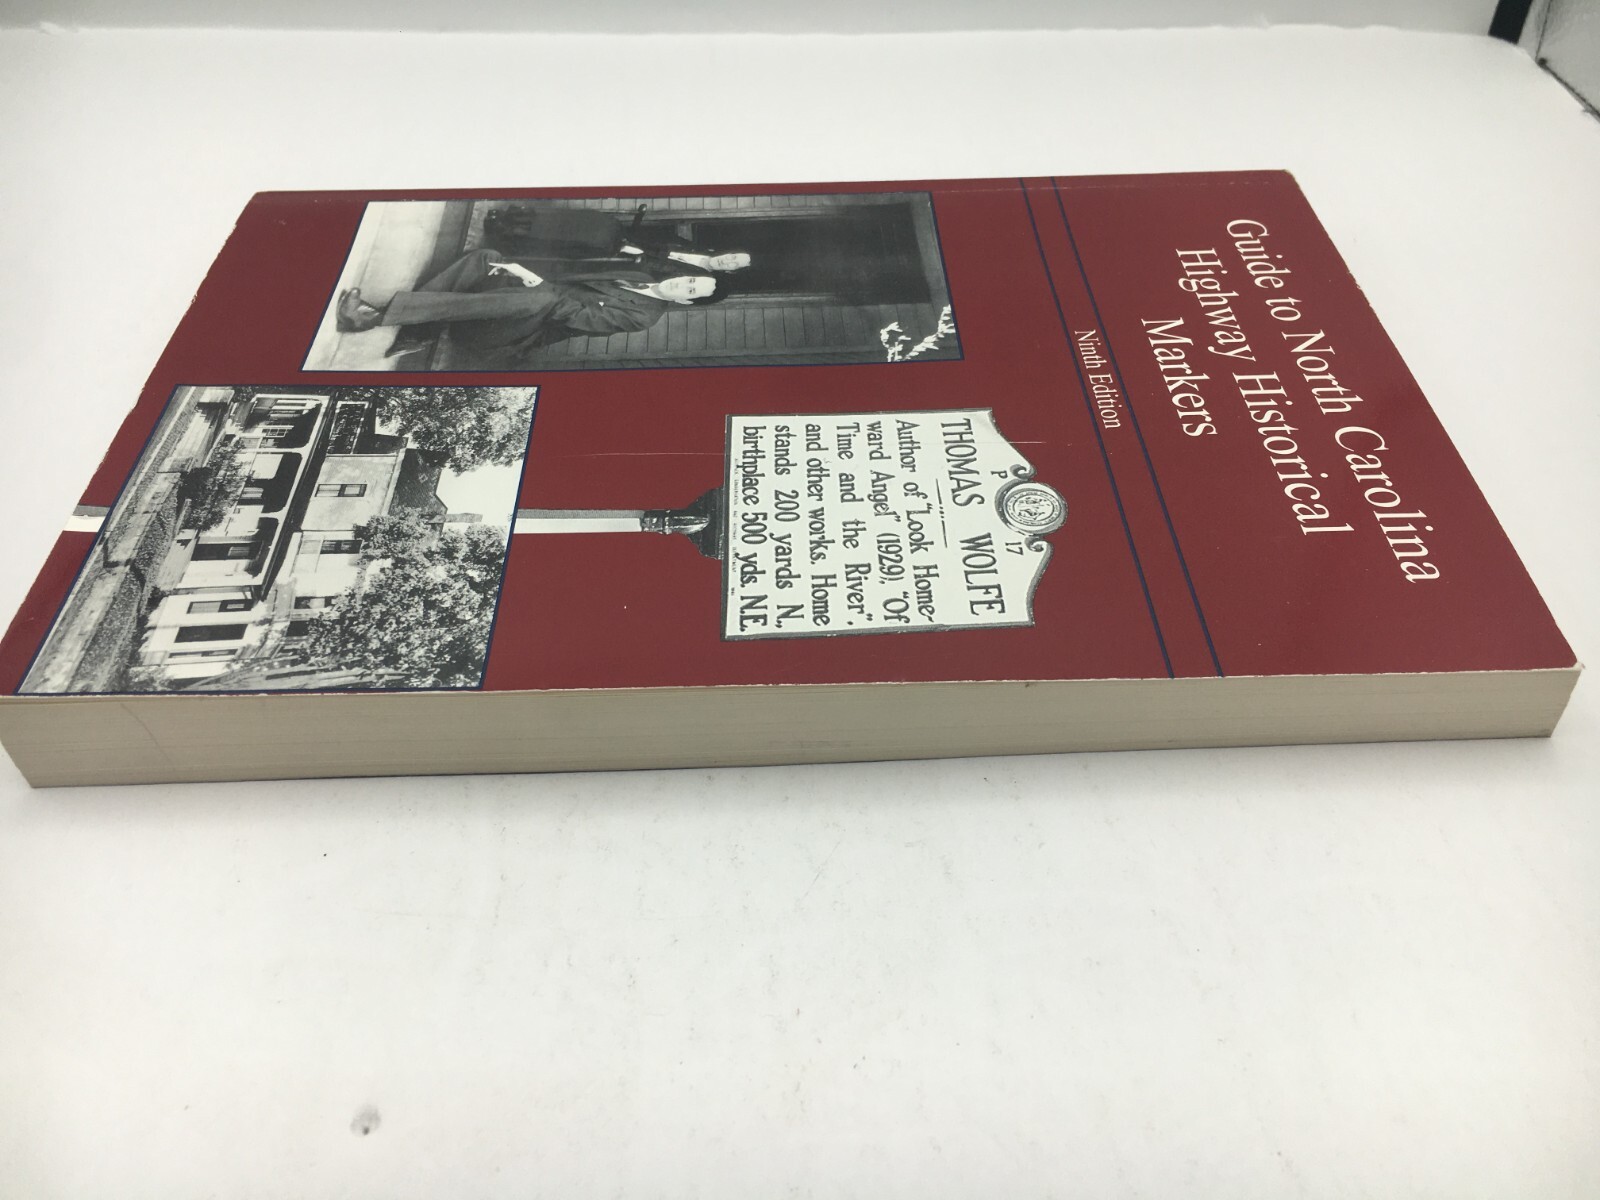 Guide to North Carolina
Highway Historical
Markers
Ninth Edition
P 17
THOMAS WOLFE
Author of "Look Home-
ward Angel" (1929), "Of
Time and the River".
and other works. Home
stands 200 yards N.,
birthplace 500 yds. N.E.